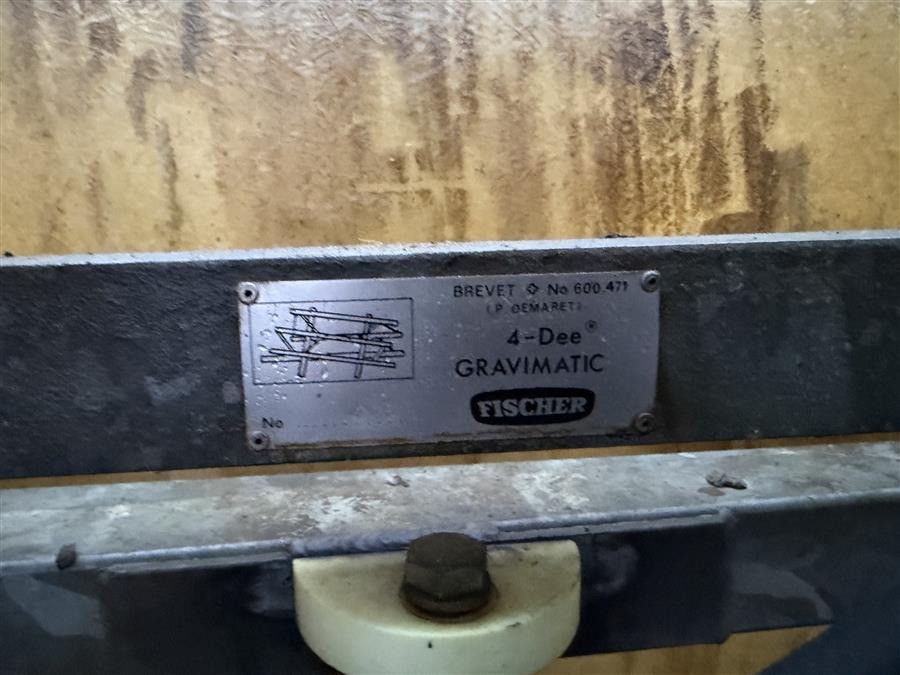 BREVET ⟐ No 600.471
(P DEMARET)
4-Dee®
GRAVIMATIC
FISCHER
No ............